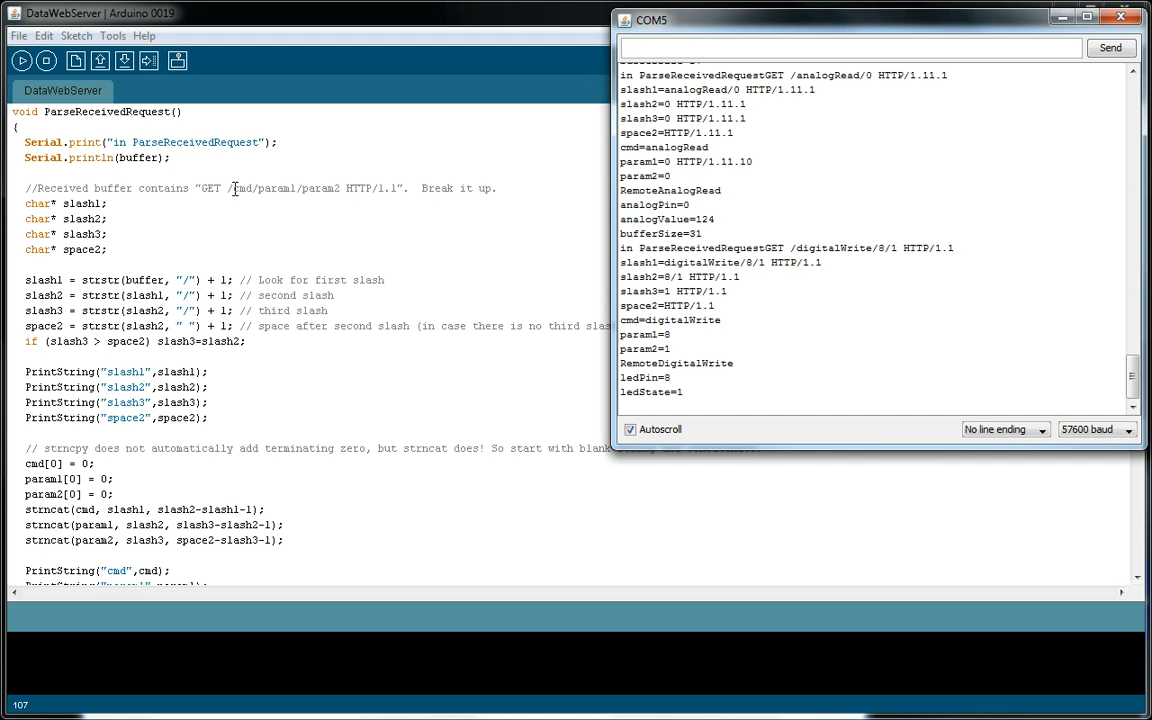 DataWebServer | Arduino 0019
File Edit Sketch Tools Help
DataWebServer
void ParseReceivedRequest()
{
Serial.print("in ParseReceivedRequest");
Serial.println(buffer);
//Received buffer contains "GET /cmd/param1/param2 HTTP/1.1".  Break it up.
char* slash1;
char* slash2;
char* slash3;
char* space2;
slash1 = strstr(buffer, "/") + 1; // Look for first slash
slash2 = strstr(slash1, "/") + 1; // second slash
slash3 = strstr(slash2, "/") + 1; // third slash
space2 = strstr(slash2, " ") + 1; // space after second slash (in case there is no third slas
if (slash3 > space2) slash3=slash2;
PrintString("slash1",slash1);
PrintString("slash2",slash2);
PrintString("slash3",slash3);
PrintString("space2",space2);
// strncpy does not automatically add terminating zero, but strncat does! So start with blank
cmd[0] = 0;
param1[0] = 0;
param2[0] = 0;
strncat(cmd, slash1, slash2-slash1-1);
strncat(param1, slash2, slash3-slash2-1);
strncat(param2, slash3, space2-slash3-1);
PrintString("cmd",cmd);
107
COM5
Send
in ParseReceivedRequestGET /analogRead/0 HTTP/1.11.1
slash1=analogRead/0 HTTP/1.11.1
slash2=0 HTTP/1.11.1
slash3=0 HTTP/1.11.1
space2=HTTP/1.11.1
cmd=analogRead
param1=0 HTTP/1.11.10
param2=0
RemoteAnalogRead
analogPin=0
analogValue=124
bufferSize=31
in ParseReceivedRequestGET /digitalWrite/8/1 HTTP/1.1
slash1=digitalWrite/8/1 HTTP/1.1
slash2=8/1 HTTP/1.1
slash3=1 HTTP/1.1
space2=HTTP/1.1
cmd=digitalWrite
param1=8
param2=1
RemoteDigitalWrite
ledPin=8
ledState=1
Autoscroll
No line ending
57600 baud